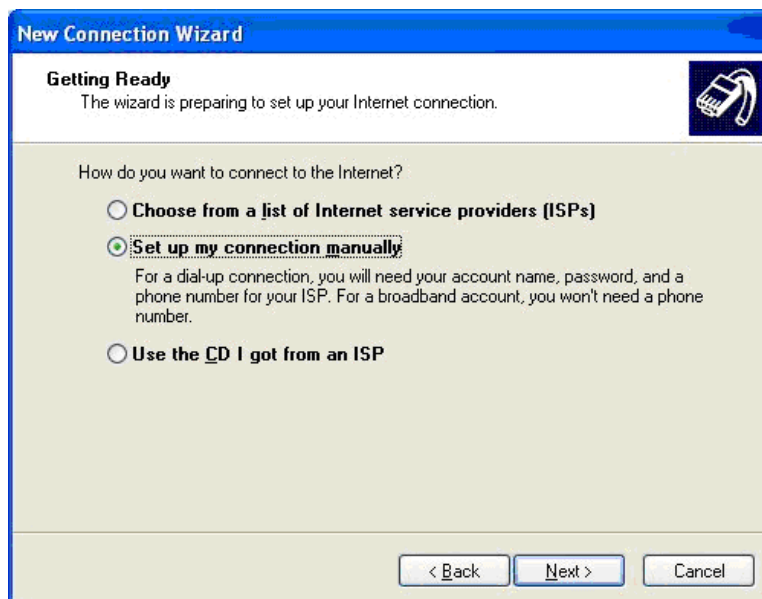 New Connection Wizard
Getting Ready
The wizard is preparing to set up your Internet connection.
How do you want to connect to the Internet?
Choose from a list of Internet service providers (ISPs)
Set up my connection manually
For a dial-up connection, you will need your account name, password, and a
phone number for your ISP. For a broadband account, you won't need a phone
number.
Use the CD I got from an ISP
< Back Next > Cancel